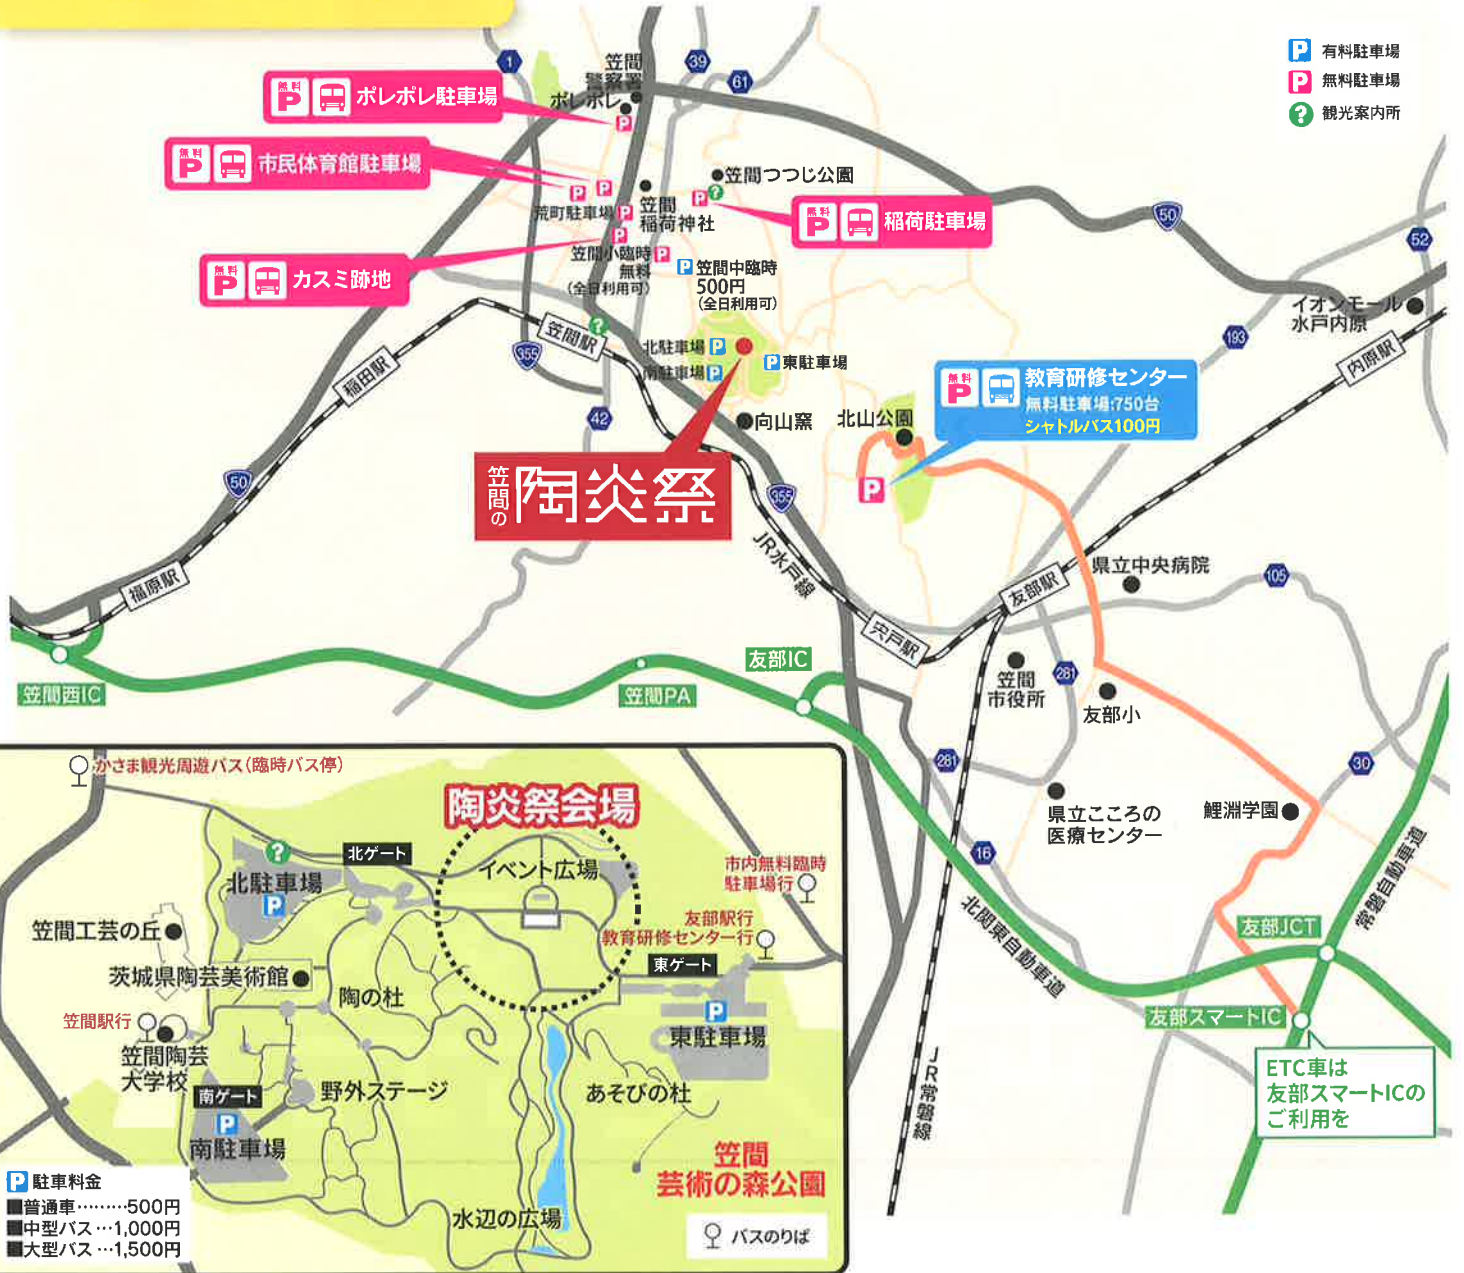 P 有料駐車場
P 無料駐車場
? 観光案内所
1
39
61
笠間
警察署
ポレポレ
P
無料
P
ポレポレ駐車場
無料
P
市民体育館駐車場
P
P
荒町駐車場
P
笠間
稲荷神社
笠間つつじ公園
P
?
無料
P
稲荷駐車場
50
52
無料
P
カスミ跡地
P
笠間小臨時
無料
(全日利用可)
P
P 笠間中臨時
500円
(全日利用可)
イオンモール
水戸内原
193
内原駅
笠間駅
?
355
稲田駅
北駐車場 P
南駐車場 P
P 東駐車場
無料
P
教育研修センター
無料駐車場:750台
シャトルバス100円
42
向山窯
北山公園
P
50
笠間の
陶炎祭
355
JR水戸線
福原駅
友部駅
県立中央病院
105
宍戸駅
友部IC
笠間西IC
笠間PA
笠間
市役所
281
友部小
281
30
県立こころの
医療センター
鯉淵学園
16
北関東自動車道
常磐自動車道
友部JCT
友部スマートIC
ETC車は
友部スマートICの
ご利用を
JR常磐線
かさま観光周遊バス(臨時バス停)
陶炎祭会場
北ゲート
イベント広場
?
北駐車場
P
市内無料臨時
駐車場行
友部駅行
教育研修センター行
東ゲート
笠間工芸の丘
茨城県陶芸美術館
陶の杜
P
東駐車場
笠間駅行
笠間陶芸
大学校
南ゲート
P
南駐車場
野外ステージ
あそびの杜
笠間
芸術の森公園
水辺の広場
バスのりば
P 駐車料金
■普通車………500円
■中型バス…1,000円
■大型バス…1,500円